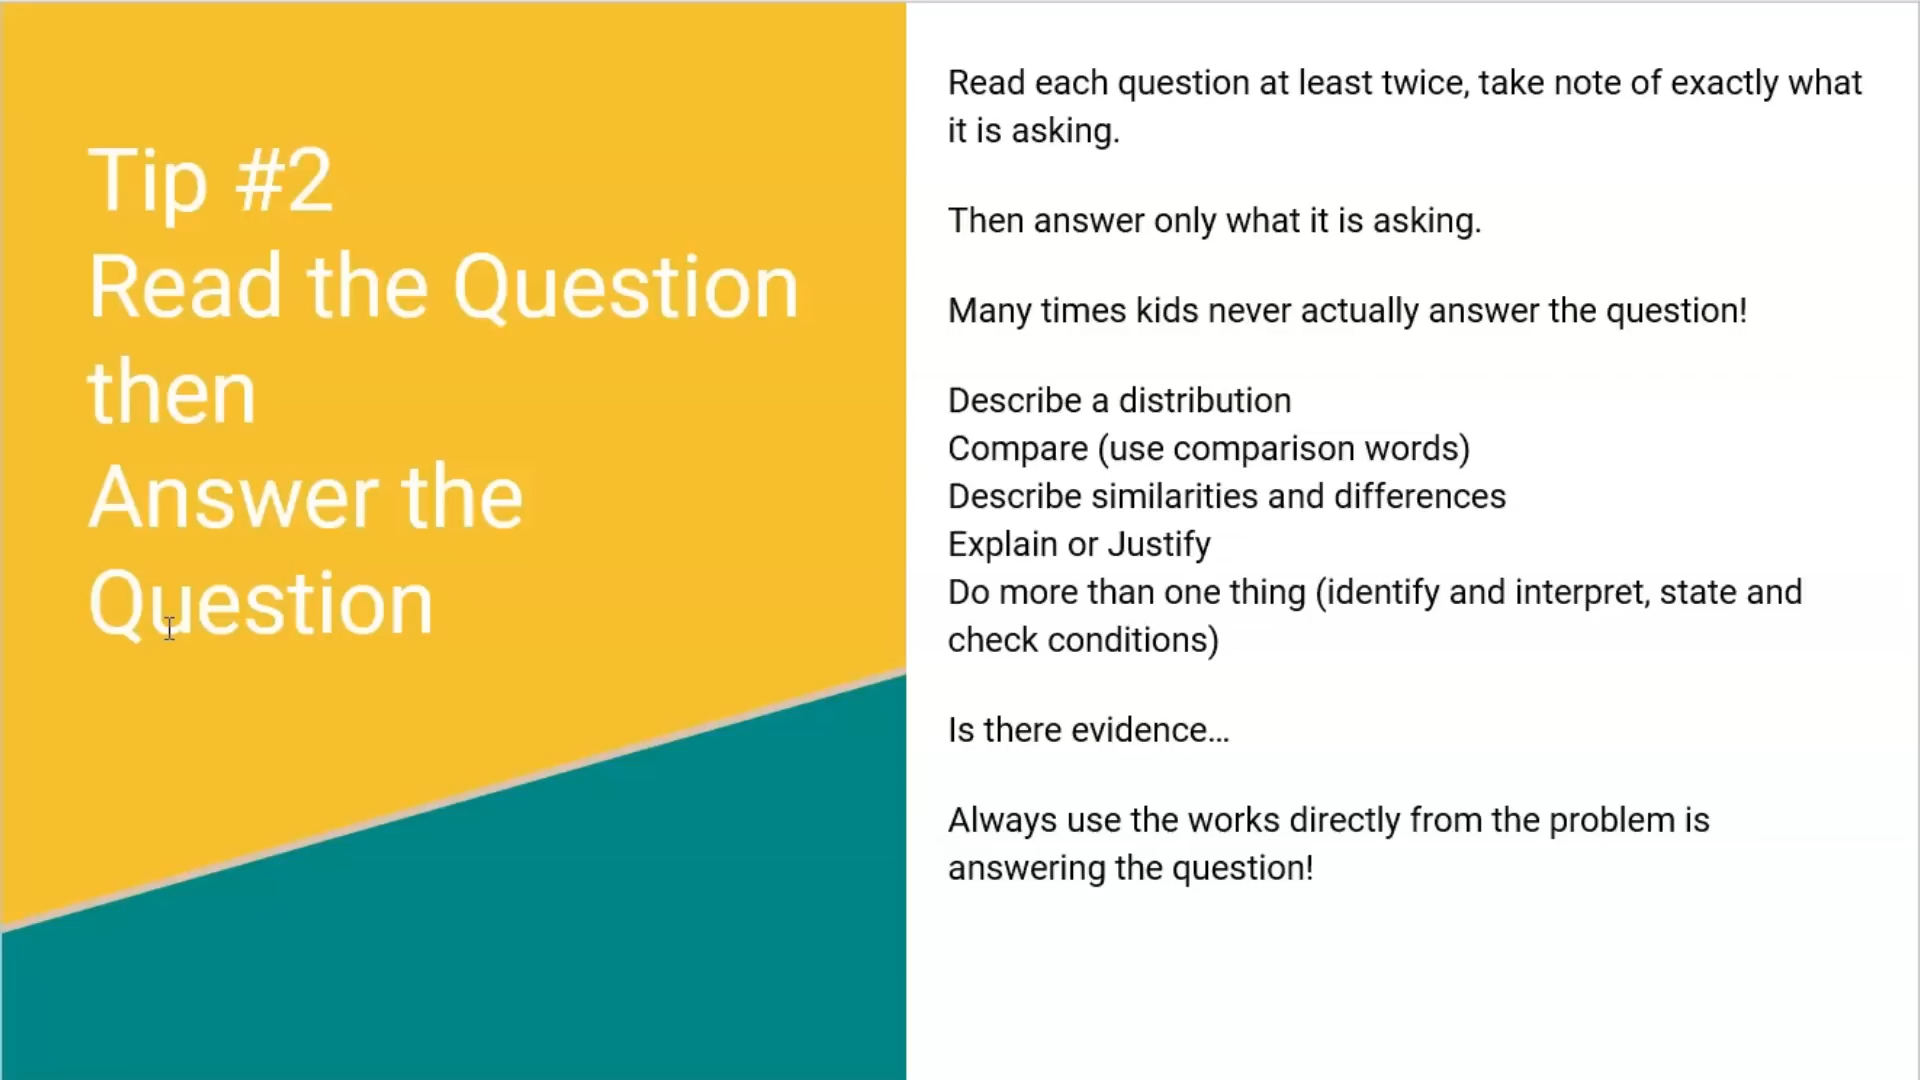 Tip #2
Read the Question
then
Answer the
Question
Read each question at least twice, take note of exactly what
it is asking.
Then answer only what it is asking.
Many times kids never actually answer the question!
Describe a distribution
Compare (use comparison words)
Describe similarities and differences
Explain or Justify
Do more than one thing (identify and interpret, state and
check conditions)
Is there evidence…
Always use the works directly from the problem is
answering the question!